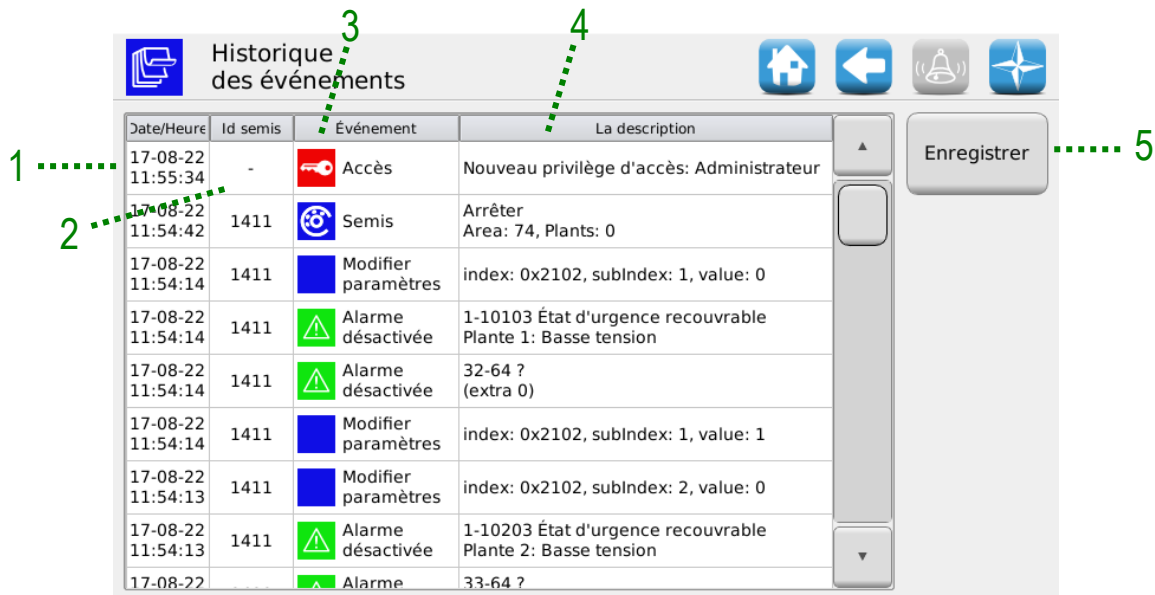 3
4
Historique
des événements
Date/Heure Id semis Événement La description
1
17-08-22
11:55:34
-
Accès
Nouveau privilège d'accès: Administrateur
Enregistrer
5
2
17-08-22
11:54:42
1411
Semis
Arrêter
Area: 74, Plants: 0
17-08-22
11:54:14
1411
Modifier
paramètres
index: 0x2102, subIndex: 1, value: 0
17-08-22
11:54:14
1411
Alarme
désactivée
1-10103 État d'urgence recouvrable
Plante 1: Basse tension
17-08-22
11:54:14
1411
Alarme
désactivée
32-64 ?
(extra 0)
17-08-22
11:54:14
1411
Modifier
paramètres
index: 0x2102, subIndex: 1, value: 1
17-08-22
11:54:13
1411
Modifier
paramètres
index: 0x2102, subIndex: 2, value: 0
17-08-22
11:54:13
1411
Alarme
désactivée
1-10203 État d'urgence recouvrable
Plante 2: Basse tension
17-08-22
Alarme
33-64 ?